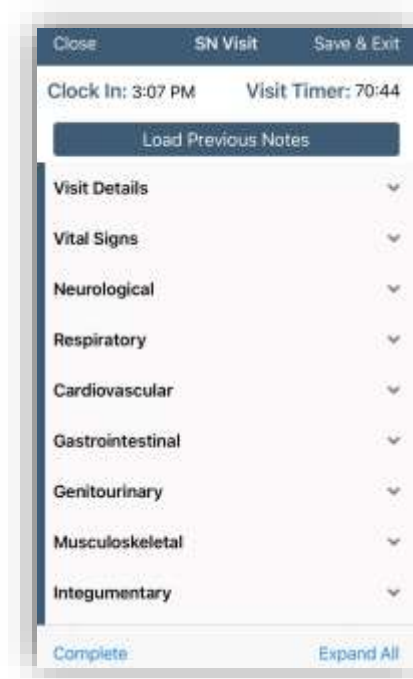 Close SN Visit Save & Exit
Clock In: 3:07 PM Visit Timer: 70:44
Load Previous Notes
Visit Details
Vital Signs
Neurological
Respiratory
Cardiovascular
Gastrointestinal
Genitourinary
Musculoskeletal
Integumentary
Complete Expand All